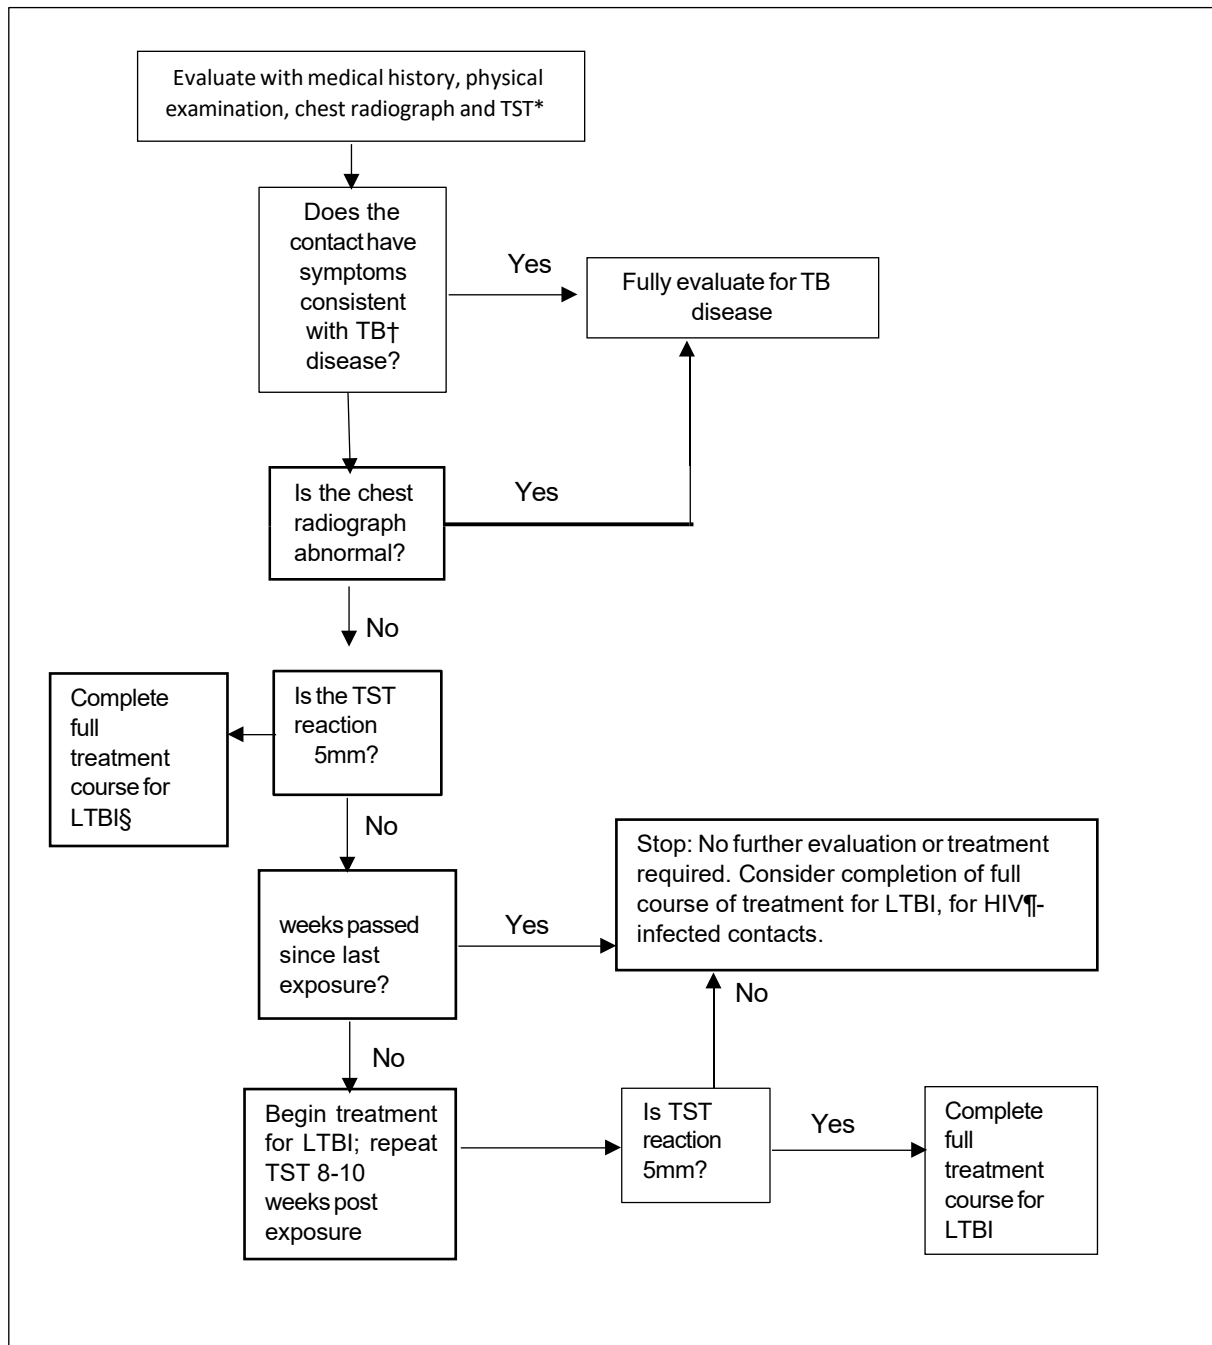 Evaluate with medical history, physical
examination, chest radiograph and TST*
Does the
contact have
symptoms
consistent
with TB†
disease?
Yes
Fully evaluate for TB
disease
Is the chest
radiograph
abnormal?
Yes
No
Complete
full
treatment
course for
LTBI§
Is the TST
reaction
5mm?
No
weeks passed
since last
exposure?
Yes
Stop: No further evaluation or treatment
required. Consider completion of full
course of treatment for LTBI, for HIV¶-
infected contacts.
No
No
Begin treatment
for LTBI; repeat
TST 8-10
weeks post
exposure
Is TST
reaction
5mm?
Yes
Complete
full
treatment
course for
LTBI